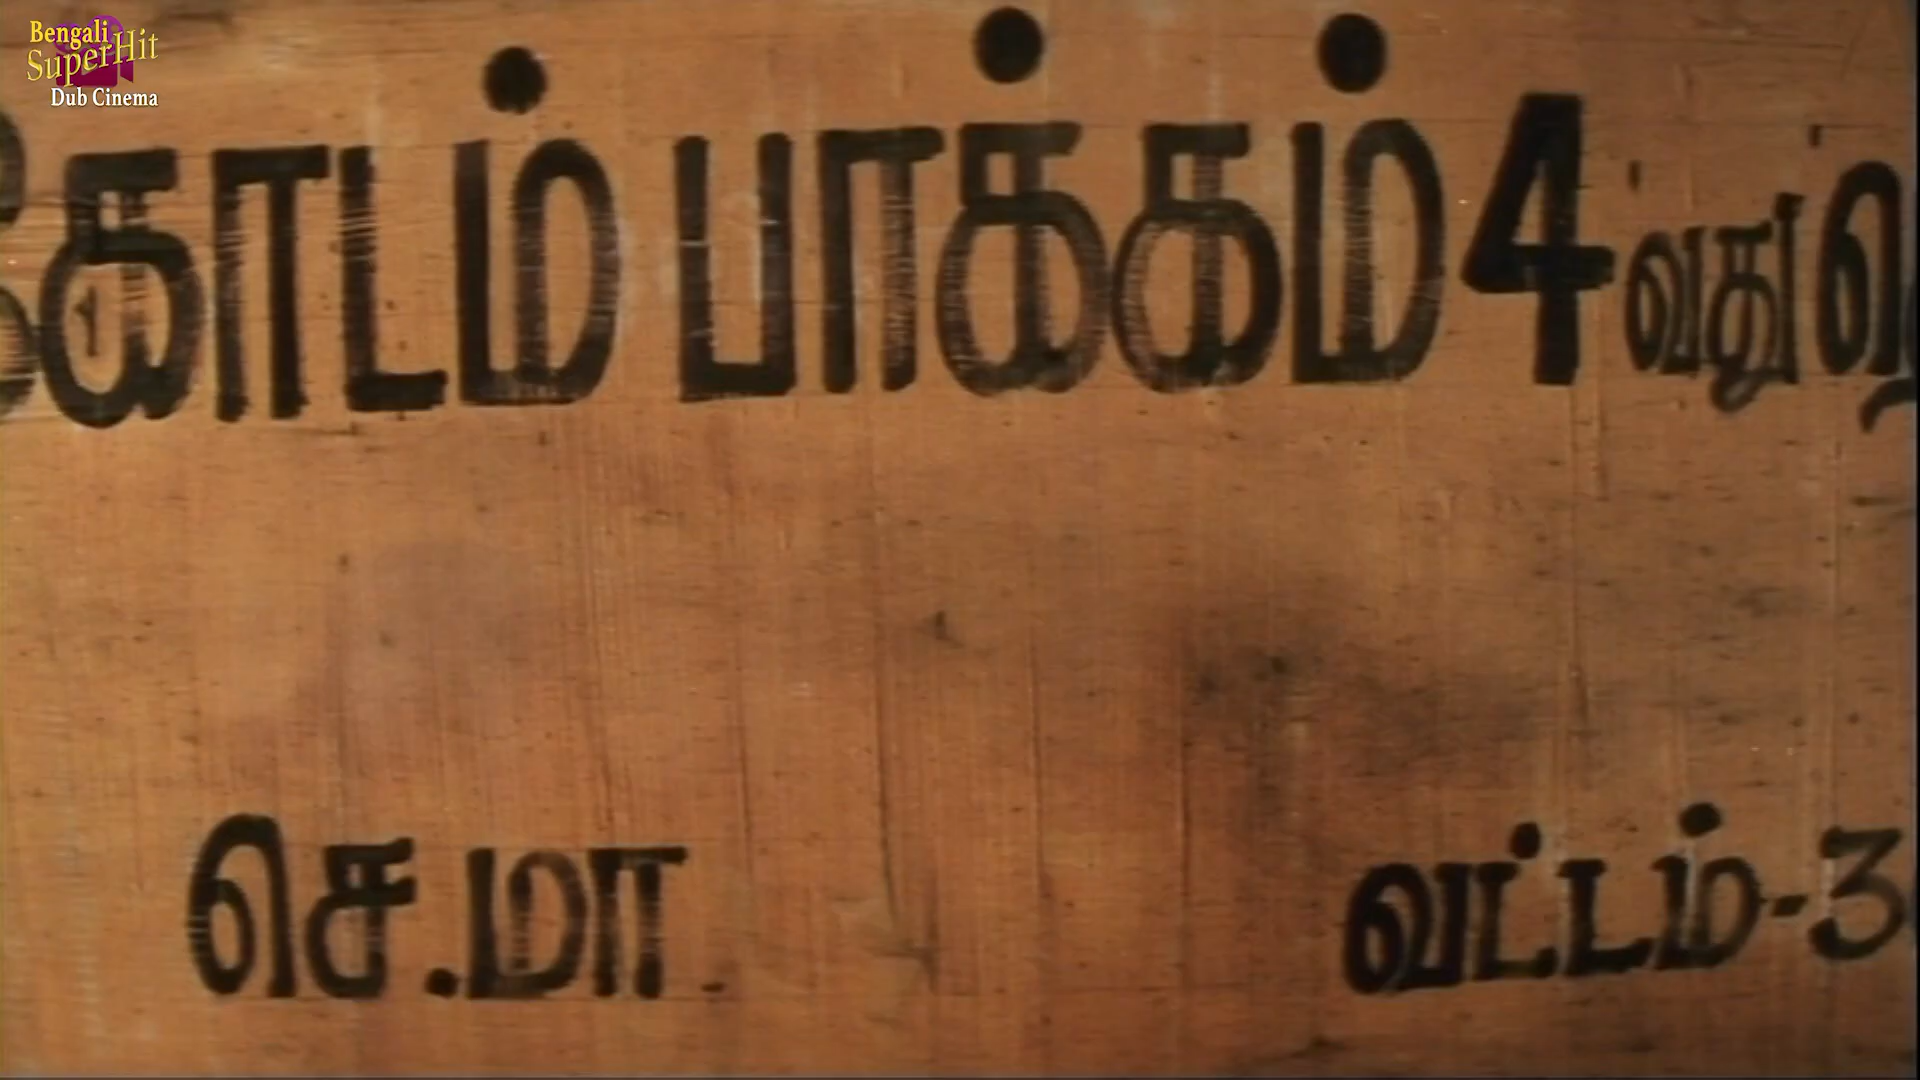 Bengali
SuperHit
Dub Cinema
கோடம் பாக்கம் 4 வது
செ.மா.
வட்டம்-3